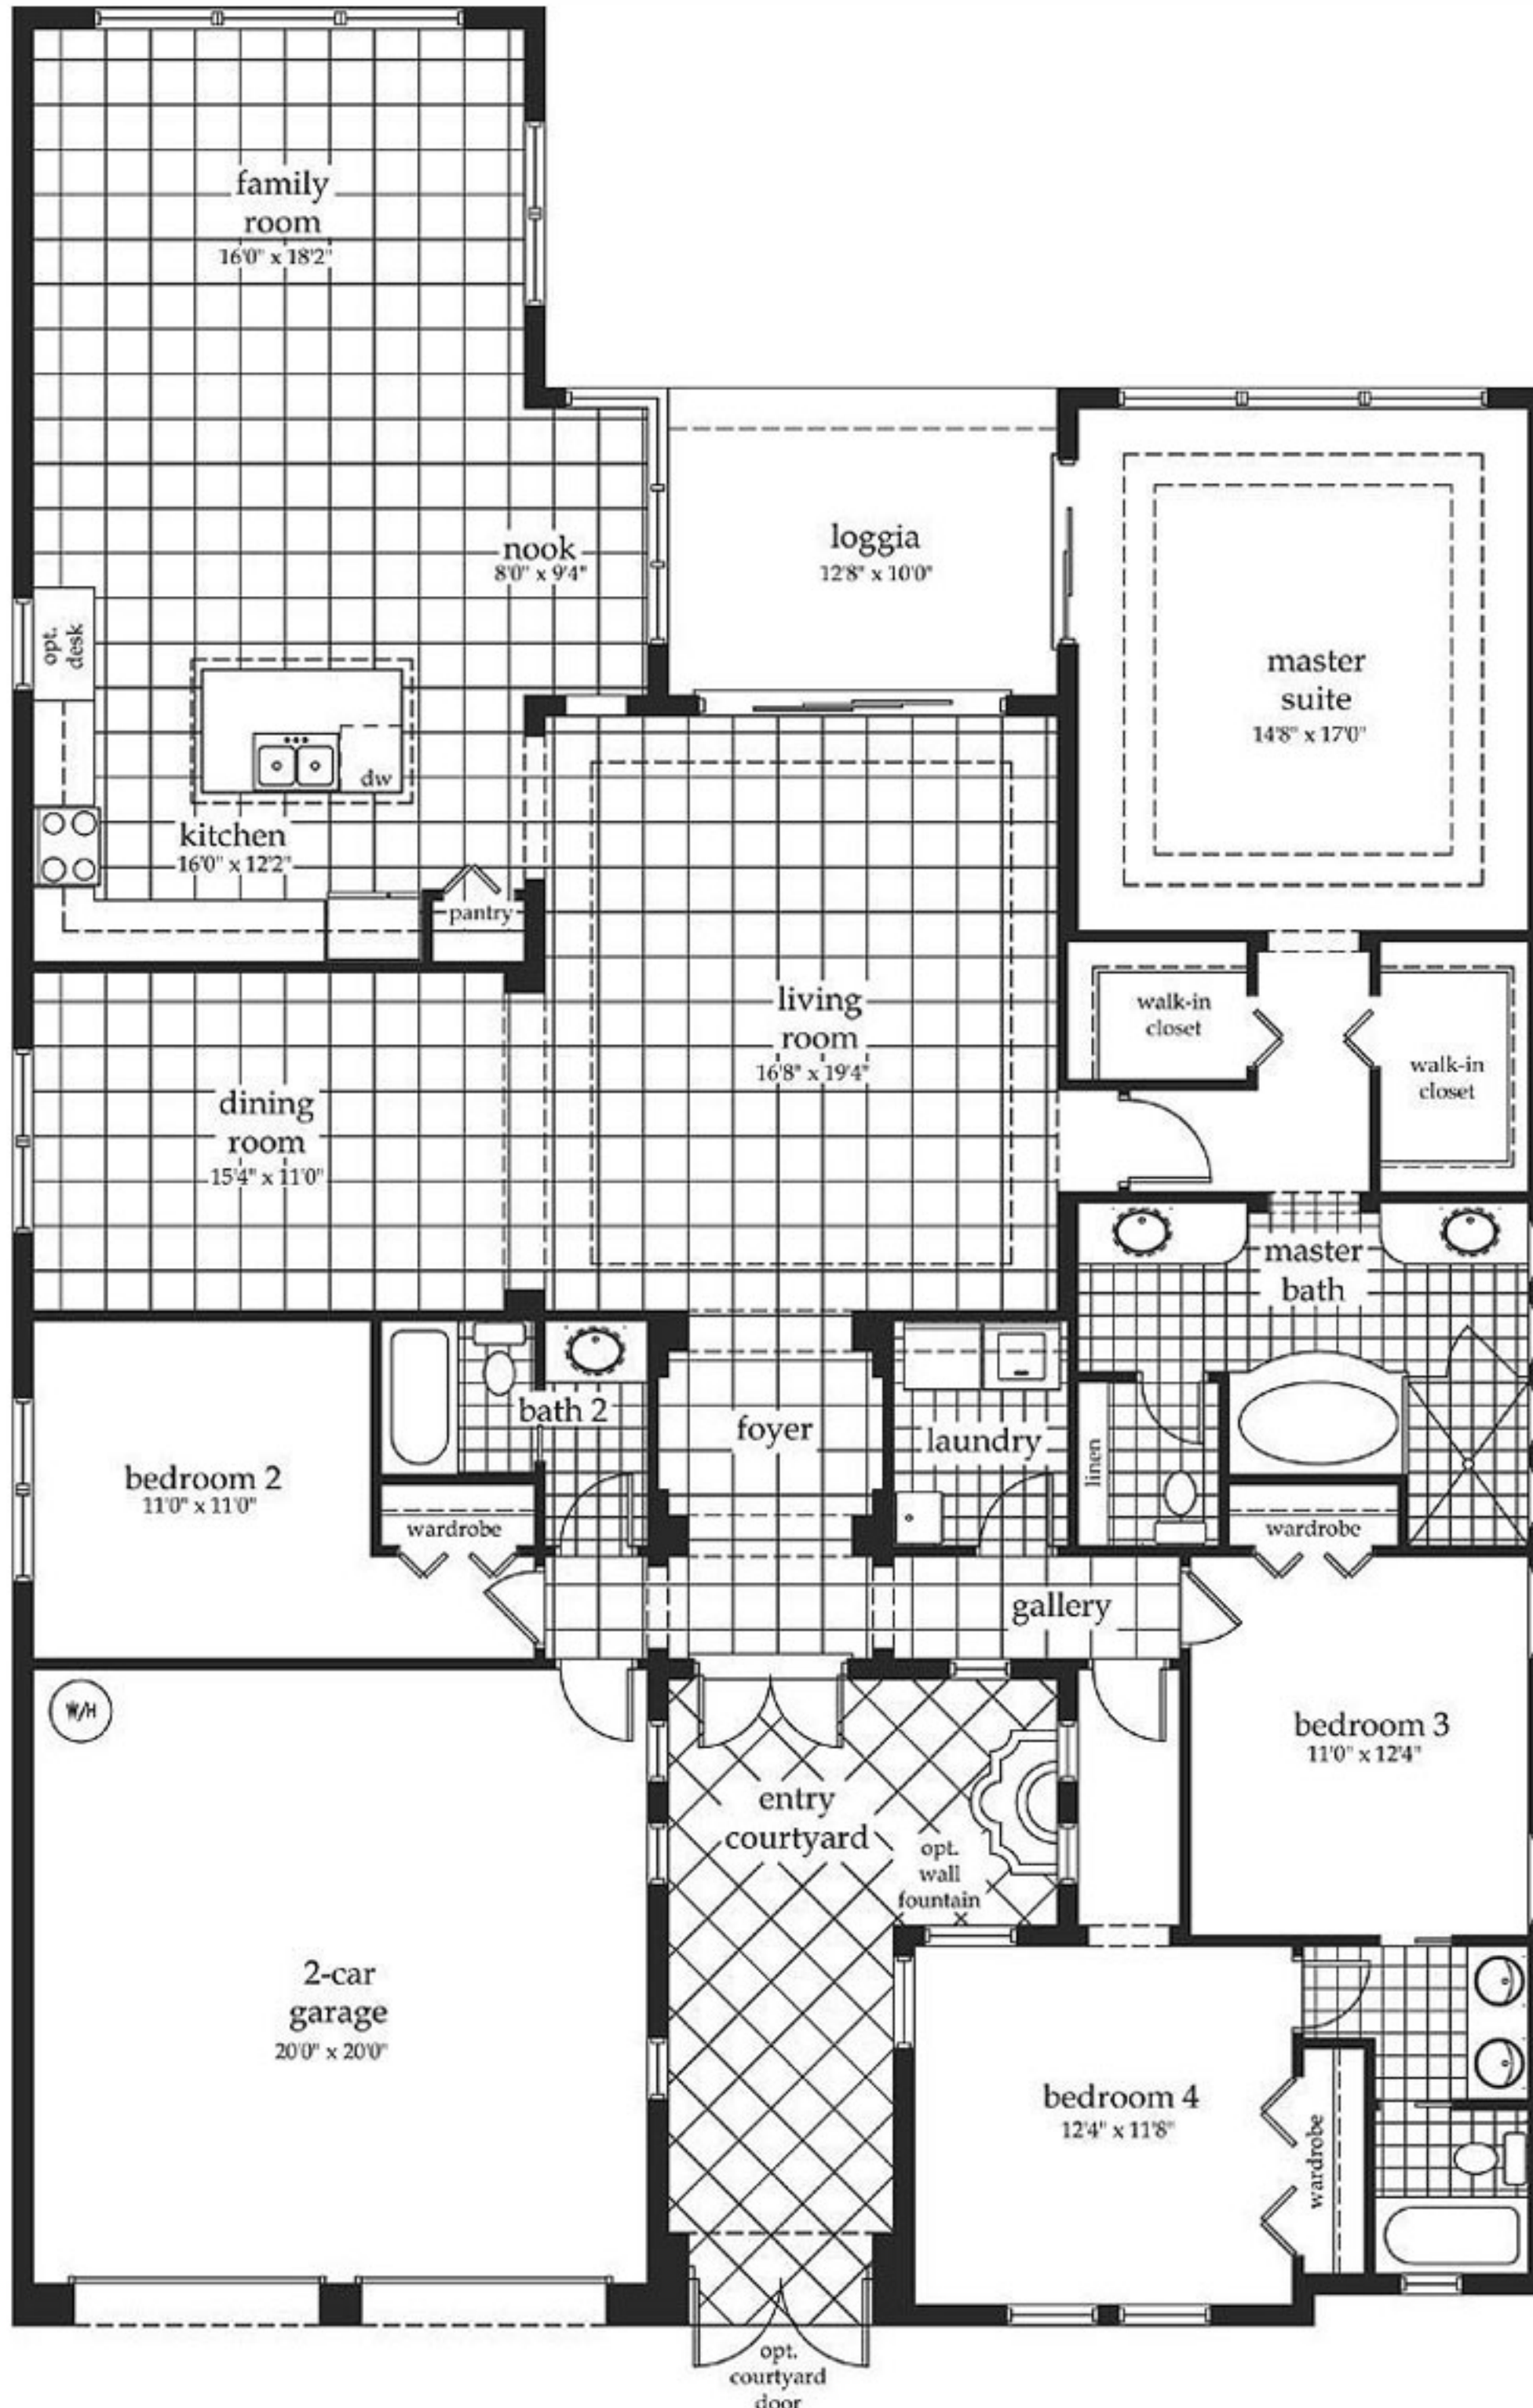 family
room
16'0" x 18'2"
nook
8'0" x 9'4"
loggia
12'8" x 10'0"
master
suite
14'8" x 17'0"
opt.
desk
dw
kitchen
16'0" x 12'2"
pantry
living
room
16'8" x 19'4"
walk-in
closet
walk-in
closet
dining
room
15'4" x 11'0"
master
bath
bath 2
foyer
laundry
linen
bedroom 2
11'0" x 11'0"
wardrobe
wardrobe
gallery
W/H
bedroom 3
11'0" x 12'4"
entry
courtyard
opt.
wall
fountain
2-car
garage
20'0" x 20'0"
bedroom 4
12'4" x 11'8"
wardrobe
opt.
courtyard
door